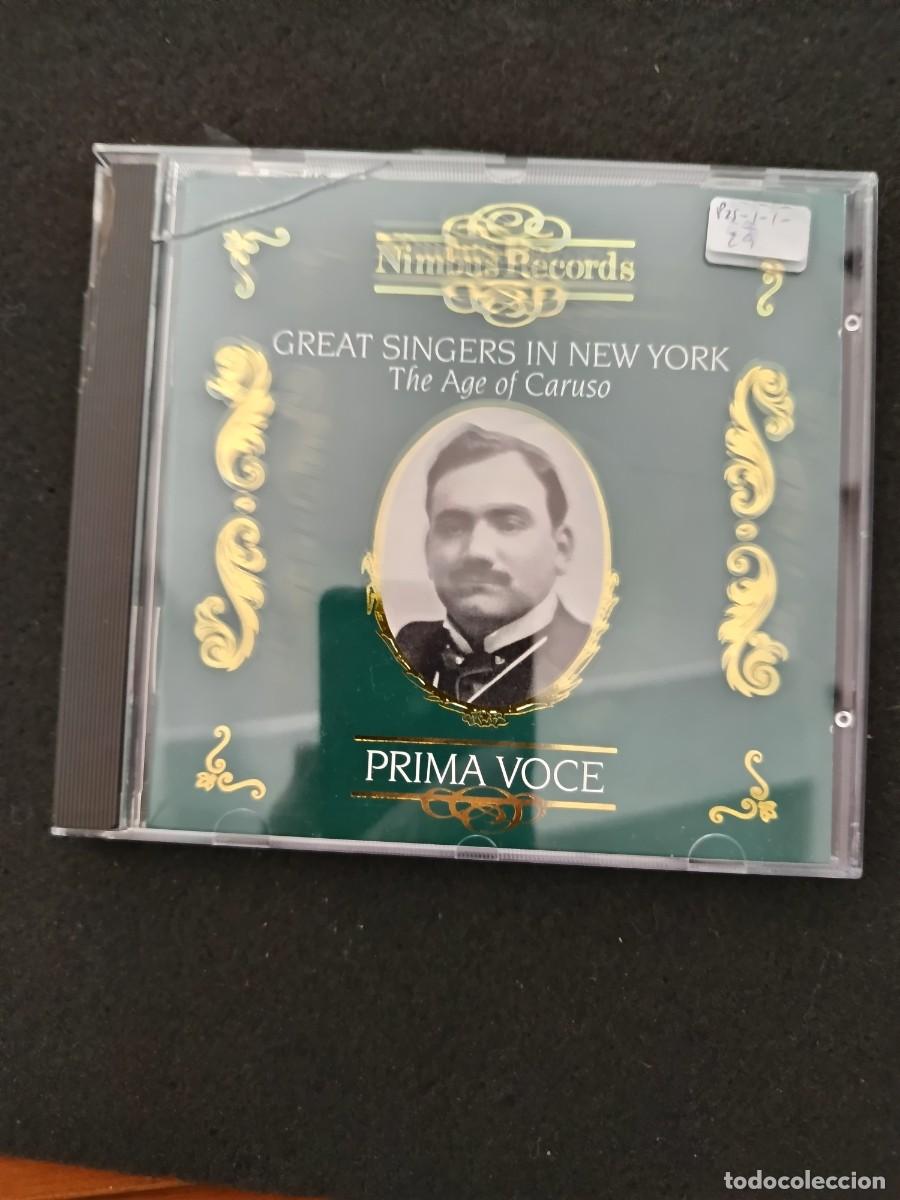 Nimbus Records
GREAT SINGERS IN NEW YORK
The Age of Caruso
PRIMA VOCE
todocoleccion